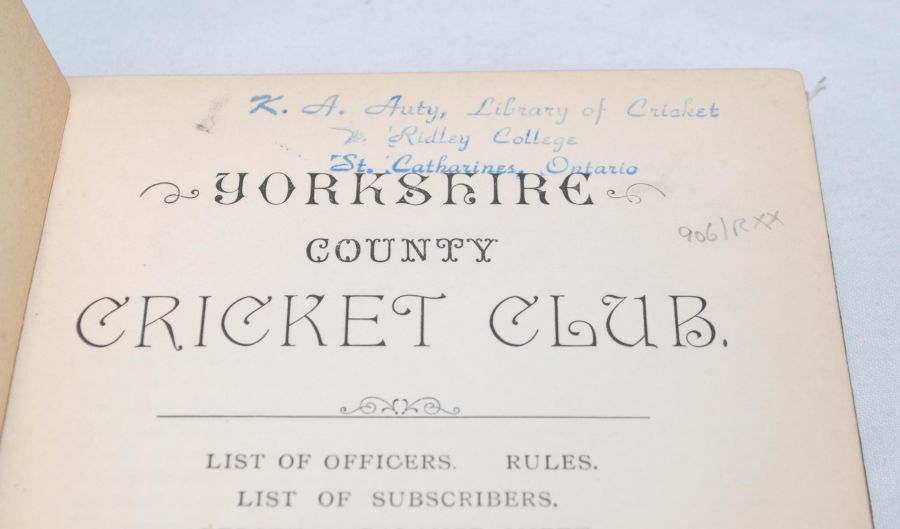 K. A. Auty, Library of Cricket
Ridley College
St. Catharines, Ontario
YORKSHIRE
COUNTY
CRICKET CLUB.
906/RXX
LIST OF OFFICERS. RULES.
LIST OF SUBSCRIBERS.